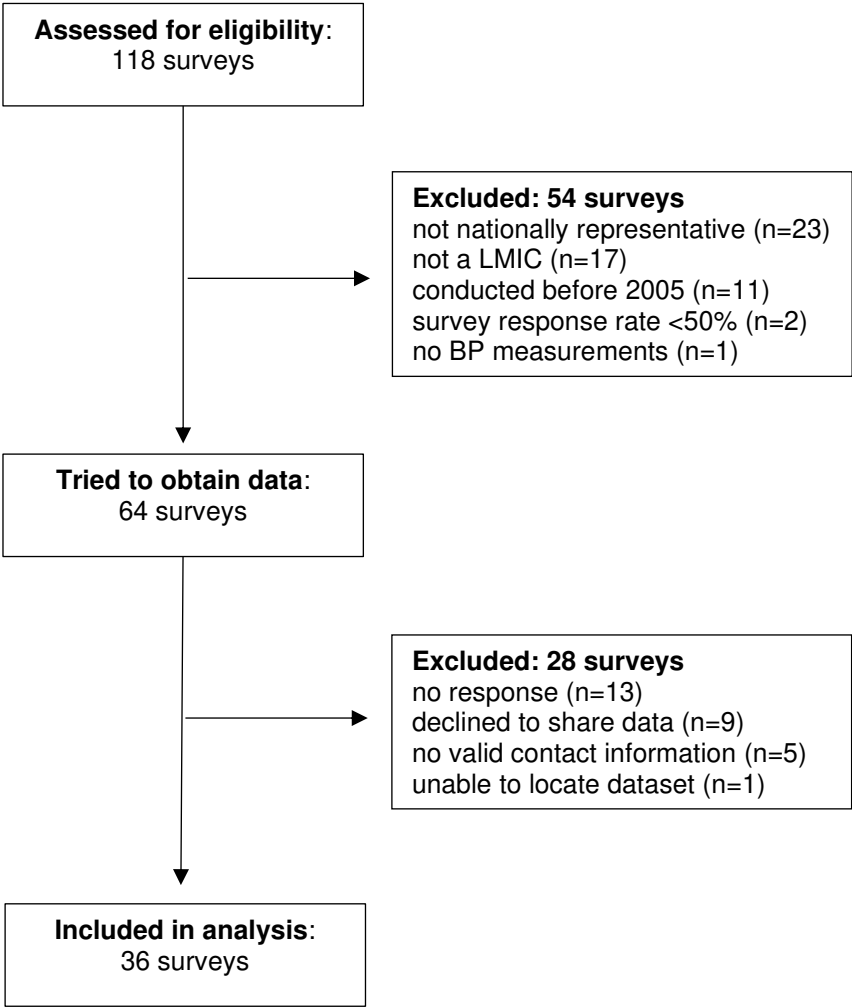 Assessed for eligibility:
118 surveys
Excluded: 54 surveys
not nationally representative (n=23)
not a LMIC (n=17)
conducted before 2005 (n=11)
survey response rate <50% (n=2)
no BP measurements (n=1)
Tried to obtain data:
64 surveys
Excluded: 28 surveys
no response (n=13)
declined to share data (n=9)
no valid contact information (n=5)
unable to locate dataset (n=1)
Included in analysis:
36 surveys